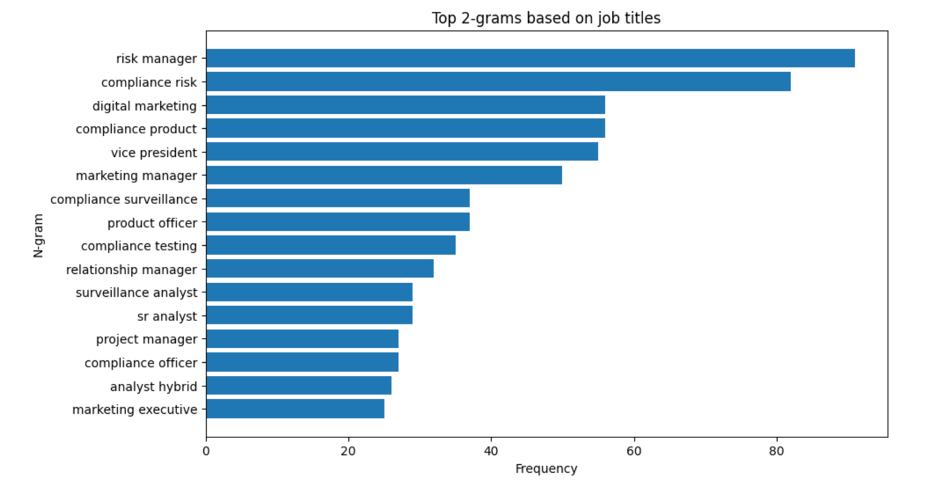 Top 2-grams based on job titles
risk manager
compliance risk
digital marketing
compliance product
vice president
marketing manager
compliance surveillance
product officer
compliance testing
relationship manager
surveillance analyst
sr analyst
project manager
compliance officer
analyst hybrid
marketing executive
N-gram
0 20 40 60 80
Frequency